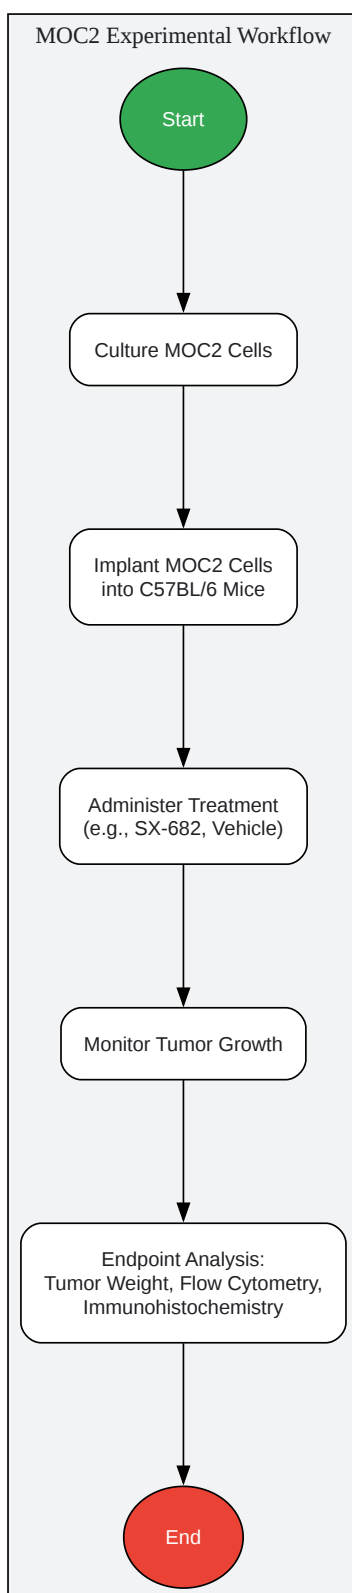 MOC2 Experimental Workflow
Start
Culture MOC2 Cells
Implant MOC2 Cells
into C57BL/6 Mice
Administer Treatment
(e.g., SX-682, Vehicle)
Monitor Tumor Growth
Endpoint Analysis:
Tumor Weight, Flow Cytometry,
Immunohistochemistry
End